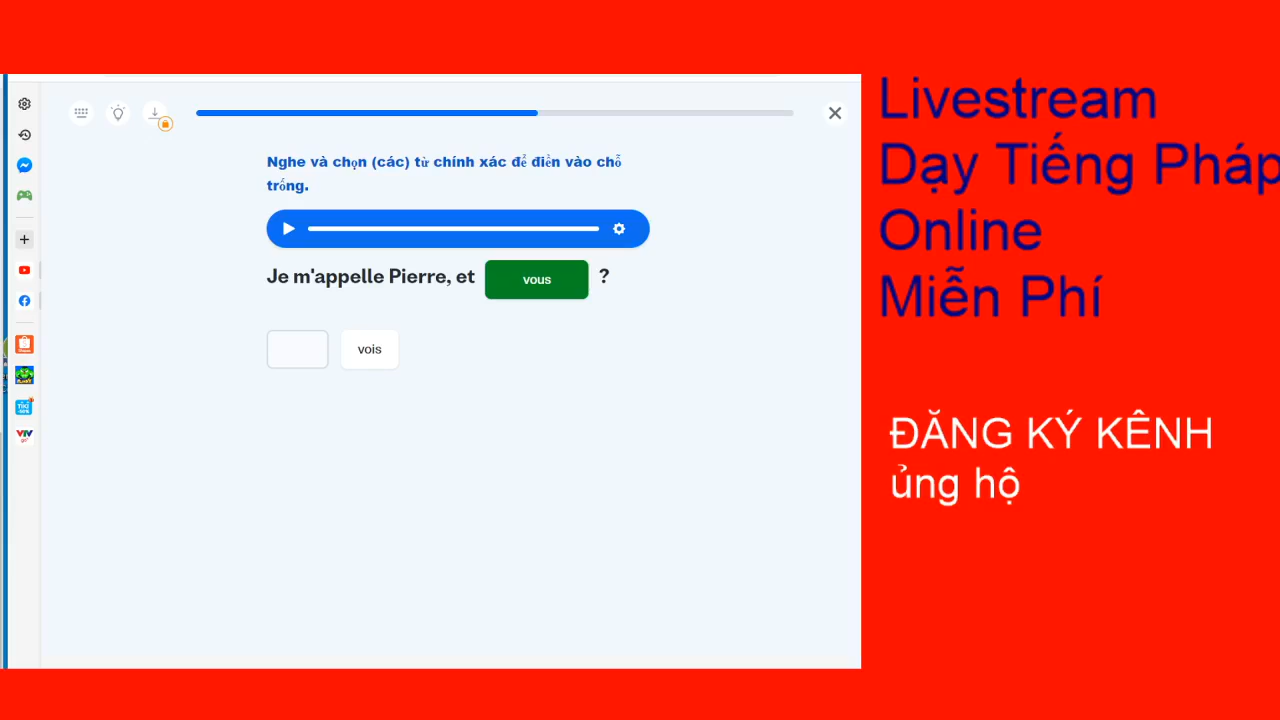 Nghe và chọn (các) từ chính xác để điền vào chỗ
trống.
Je m'appelle Pierre, et vous ?
vois
Livestream
Dạy Tiếng Pháp
Online
Miễn Phí
ĐĂNG KÝ KÊNH
ủng hộ